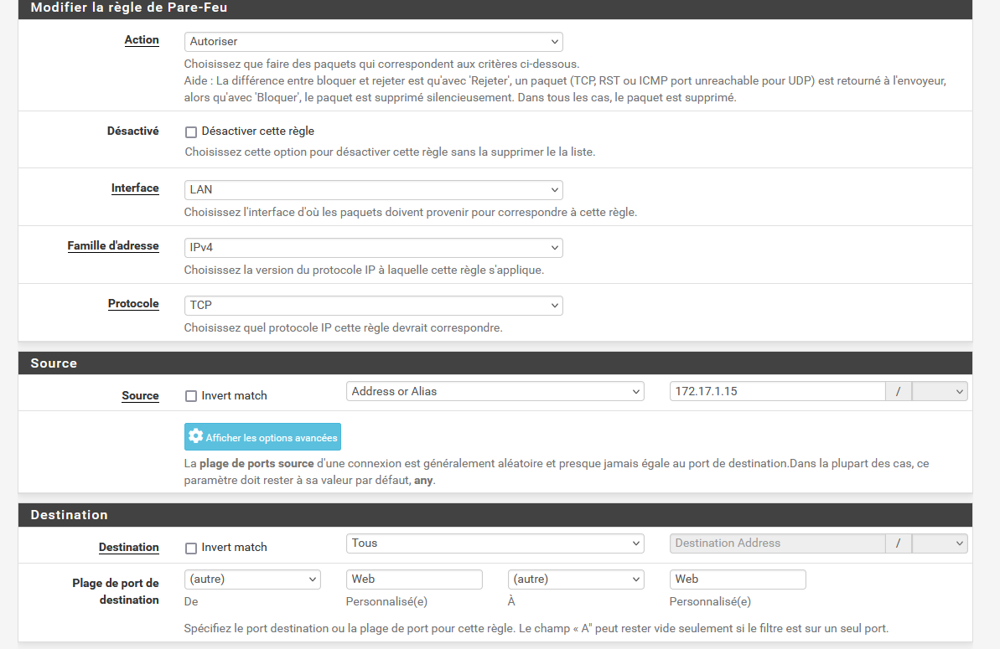 Modifier la règle de Pare-Feu
Action
Autoriser
Choisissez que faire des paquets qui correspondent aux critères ci-dessous.
Aide : La différence entre bloquer et rejeter est qu'avec 'Rejeter', un paquet (TCP, RST ou ICMP port unreachable pour UDP) est retourné à l'envoyeur,
alors qu'avec 'Bloquer', le paquet est supprimé silencieusement. Dans tous les cas, le paquet est supprimé.
Désactivé
Désactiver cette règle
Choisissez cette option pour désactiver cette règle sans la supprimer le la liste.
Interface
LAN
Choisissez l'interface d'où les paquets doivent provenir pour correspondre à cette règle.
Famille d'adresse
IPv4
Choisissez la version du protocole IP à laquelle cette règle s'applique.
Protocole
TCP
Choisissez quel protocole IP cette règle devrait correspondre.
Source
Source
Invert match
Address or Alias
172.17.1.15
/
Afficher les options avancées
La plage de ports source d'une connexion est généralement aléatoire et presque jamais égale au port de destination.Dans la plupart des cas, ce
paramètre doit rester à sa valeur par défaut, any.
Destination
Destination
Invert match
Tous
Destination Address
/
Plage de port de
destination
(autre)
Web
(autre)
Web
De
Personnalisé(e)
À
Personnalisé(e)
Spécifiez le port destination ou la plage de port pour cette règle. Le champ « A" peut rester vide seulement si le filtre est sur un seul port.